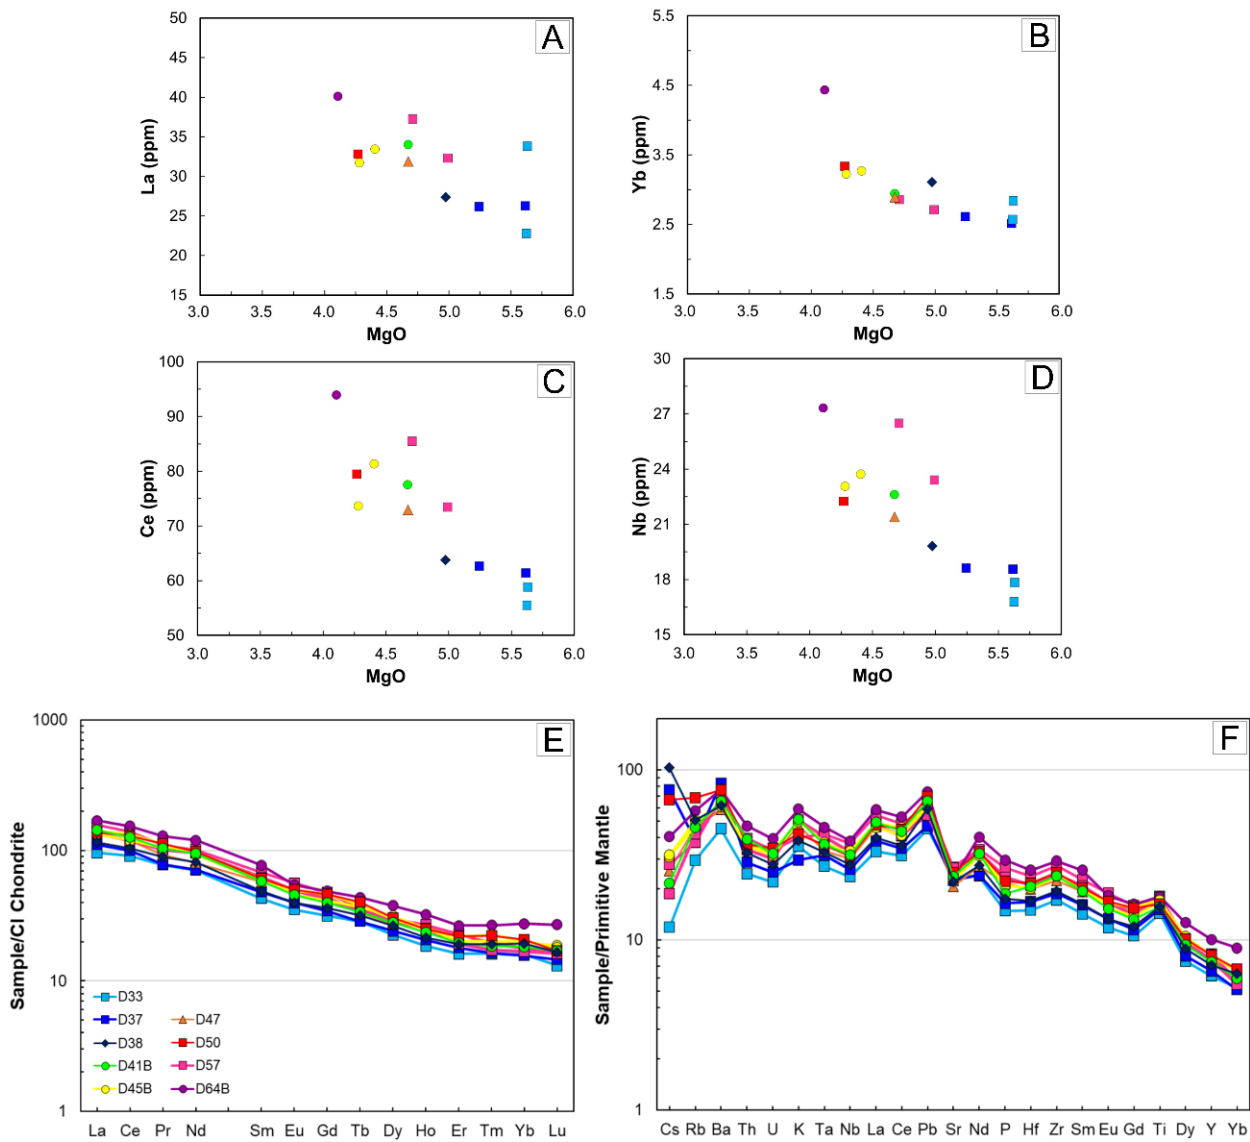 A
La (ppm)
50
45
40
35
30
25
20
15
3.0 4.0 4.5 5.0 5.5 6.0
MgO
B
Yb (ppm)
5.5
4.5
3.5
2.5
1.5
3.0 3.5 4.0 4.5 5.0 5.5 6.0
MgO
C
Ce (ppm)
100
90
80
70
60
50
3.0 3.5 4.0 4.5 5.0 5.5 6.0
MgO
D
Nb (ppm)
30
27
24
21
18
15
3.0 3.5 4.0 4.5 5.0 5.5 6.0
MgO
E
Sample/CI Chondrite
1000
100
10
1
D33
D37 D47
D38 D50
D41B D57
D45B D64B
La Ce Pr Nd Sm Eu Gd Tb Dy Ho Er Tm Yb Lu
F
Sample/Primitive Mantle
100
10
1
Cs Rb Ba Th U K Ta Nb La Ce Pb Sr Nd P Hf Zr Sm Eu Gd Ti Dy Y Yb